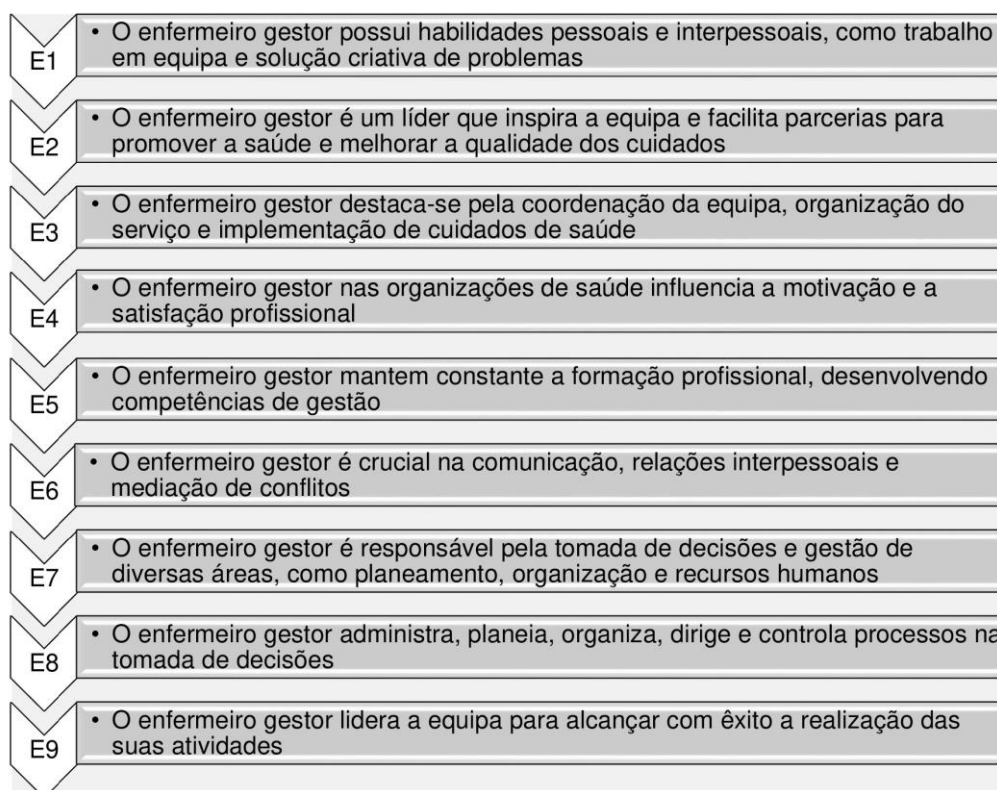 E1
• O enfermeiro gestor possui habilidades pessoais e interpessoais, como trabalho
em equipa e solução criativa de problemas
E2
• O enfermeiro gestor é um líder que inspira a equipa e facilita parcerias para
promover a saúde e melhorar a qualidade dos cuidados
E3
• O enfermeiro gestor destaca-se pela coordenação da equipa, organização do
serviço e implementação de cuidados de saúde
E4
• O enfermeiro gestor nas organizações de saúde influencia a motivação e a
satisfação profissional
E5
• O enfermeiro gestor mantem constante a formação profissional, desenvolvendo
competências de gestão
E6
• O enfermeiro gestor é crucial na comunicação, relações interpessoais e
mediação de conflitos
E7
• O enfermeiro gestor é responsável pela tomada de decisões e gestão de
diversas áreas, como planeamento, organização e recursos humanos
E8
• O enfermeiro gestor administra, planeia, organiza, dirige e controla processos na
tomada de decisões
E9
• O enfermeiro gestor lidera a equipa para alcançar com êxito a realização das
suas atividades